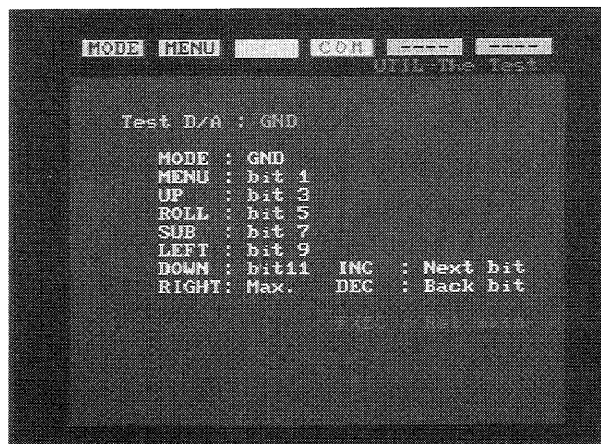 MODE MENU COM ---- ----
UTIL-The Test
Test D/A : GND
MODE : GND
MENU : bit 1
UP : bit 3
ROLL : bit 5
SUB : bit 7
LEFT : bit 9
DOWN : bit11 INC : Next bit
RIGHT: Max. DEC : Back bit